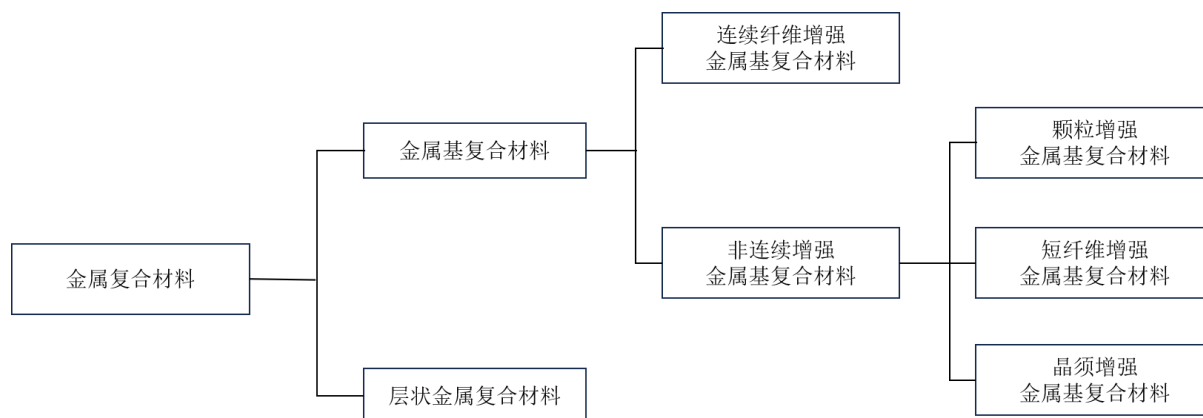 连续纤维增强
金属基复合材料
颗粒增强
金属基复合材料
金属基复合材料
非连续增强
金属基复合材料
短纤维增强
金属基复合材料
金属复合材料
晶须增强
金属基复合材料
层状金属复合材料